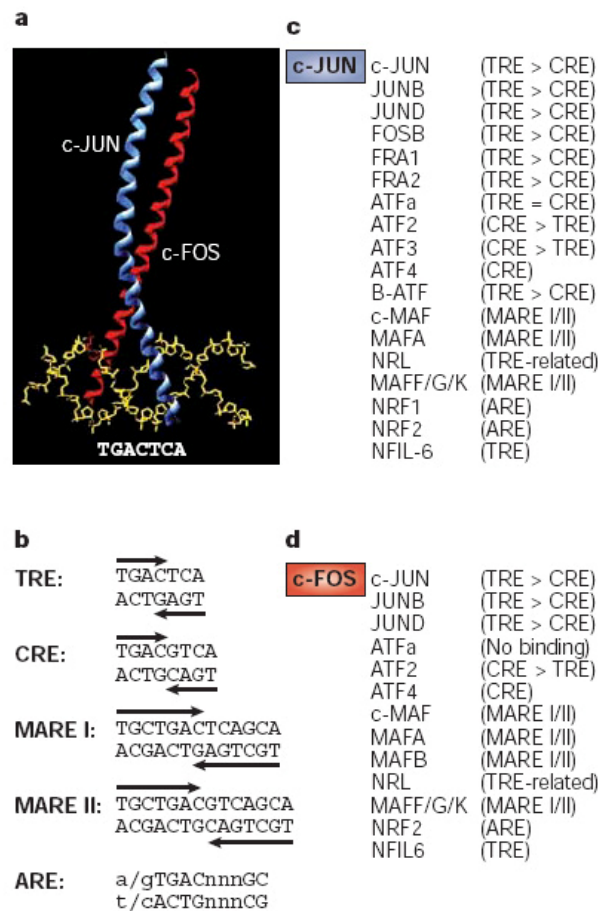 a
c-JUN
c-FOS
TGACTCA
b
TRE:
TGACTCA
ACTGAGT
CRE:
TGACGTCA
ACTGCAGT
MARE I:
TGCTGACTCAGCA
ACGACTGAGTCGT
MARE II:
TGCTGACGTCAGCA
ACGACTGCAGTCGT
ARE:
a/gTGACnnnGC
t/cACTGnnnCG
c
c-JUN
c-JUN (TRE > CRE)
JUNB (TRE > CRE)
JUND (TRE > CRE)
FOSB (TRE > CRE)
FRA1 (TRE > CRE)
FRA2 (TRE > CRE)
ATFa (TRE = CRE)
ATF2 (CRE > TRE)
ATF3 (CRE > TRE)
ATF4 (CRE)
B-ATF (TRE > CRE)
c-MAF (MARE I/II)
MAFA (MARE I/II)
NRL (TRE-related)
MAFF/G/K (MARE I/II)
NRF1 (ARE)
NRF2 (ARE)
NFIL-6 (TRE)
d
c-FOS
c-JUN (TRE > CRE)
JUNB (TRE > CRE)
JUND (TRE > CRE)
ATFa (No binding)
ATF2 (CRE > TRE)
ATF4 (CRE)
c-MAF (MARE I/II)
MAFA (MARE I/II)
MAFB (MARE I/II)
NRL (TRE-related)
MAFF/G/K (MARE I/II)
NRF2 (ARE)
NFIL6 (TRE)